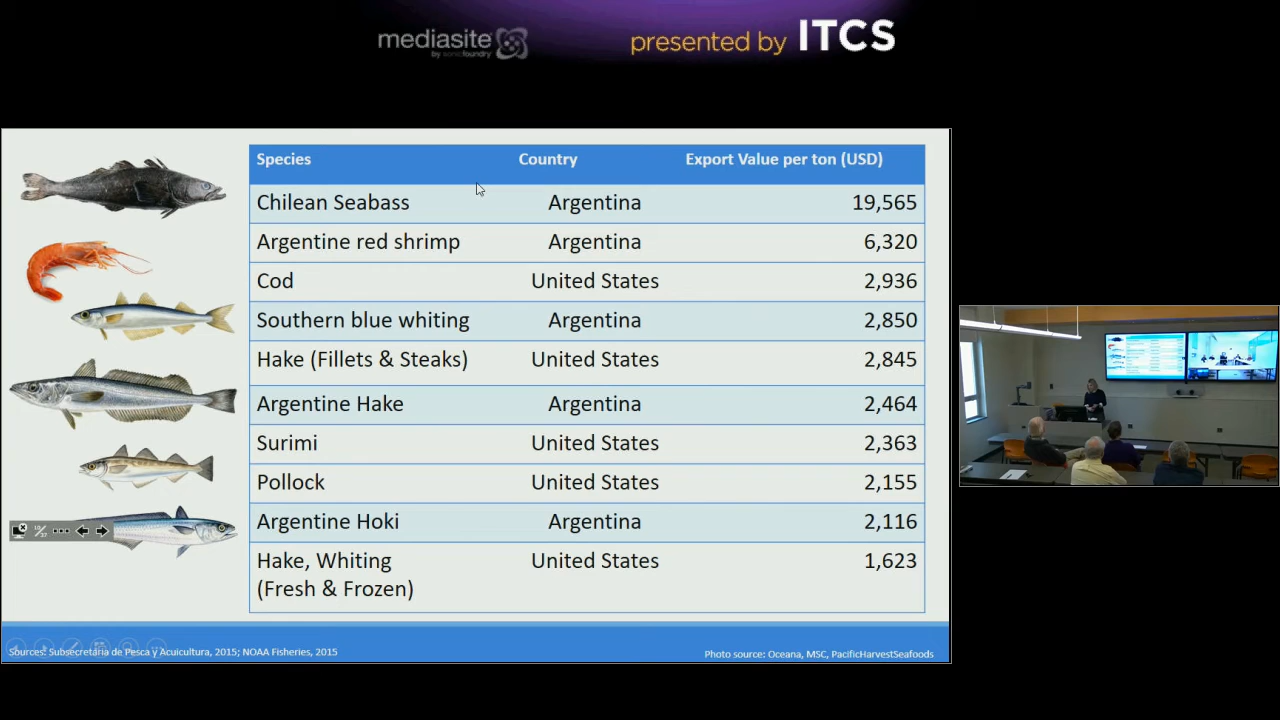 mediasite
by sonicfoundry
presented by ITCS
Species Country Export Value per ton (USD)
Chilean Seabass Argentina 19,565
Argentine red shrimp Argentina 6,320
Cod United States 2,936
Southern blue whiting Argentina 2,850
Hake (Fillets & Steaks) United States 2,845
Argentine Hake Argentina 2,464
Surimi United States 2,363
Pollock United States 2,155
Argentine Hoki Argentina 2,116
Hake, Whiting United States 1,623
(Fresh & Frozen)
Sources: Subsecretaría de Pesca y Acuicultura, 2015; NOAA Fisheries, 2015
Photo source: Oceana, MSC, PacificHarvestSeafoods